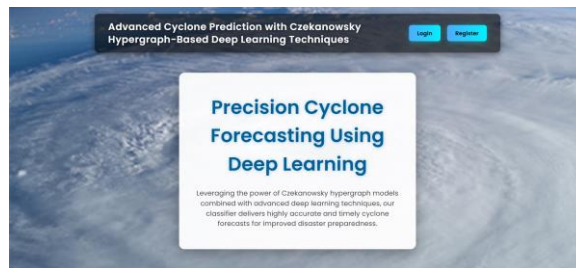 Advanced Cyclone Prediction with Czekanowsky
Hypergraph-Based Deep Learning Techniques
Login
Register
Precision Cyclone
Forecasting Using
Deep Learning
Leveraging the power of Czekanowsky hypergraph models
combined with advanced deep learning techniques, our
classifier delivers highly accurate and timely cyclone
forecasts for improved disaster preparedness.